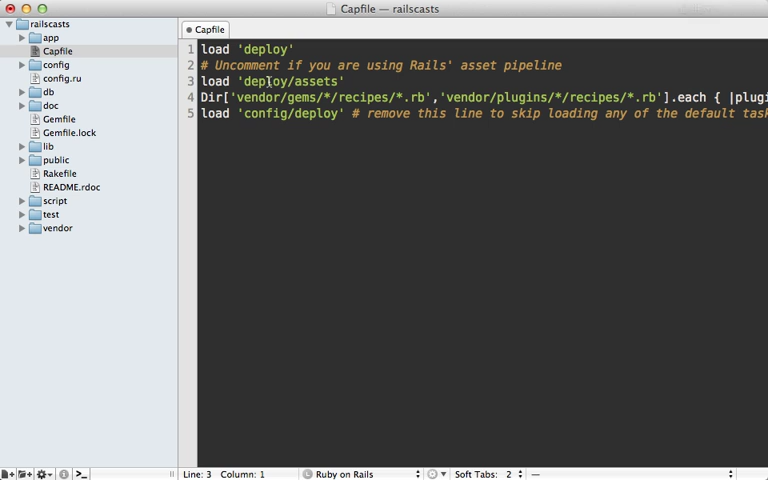 Capfile — railscasts
railscasts
app
Capfile
config
config.ru
db
doc
Gemfile
Gemfile.lock
lib
public
Rakefile
README.rdoc
script
test
vendor
Capfile
1 load 'deploy'
2 # Uncomment if you are using Rails' asset pipeline
3 load 'deploy/assets'
4 Dir['vendor/gems/*/recipes/*.rb','vendor/plugins/*/recipes/*.rb'].each { |plugi
5 load 'config/deploy' # remove this line to skip loading any of the default task
Line: 3 Column: 1 Ruby on Rails Soft Tabs: 2 —